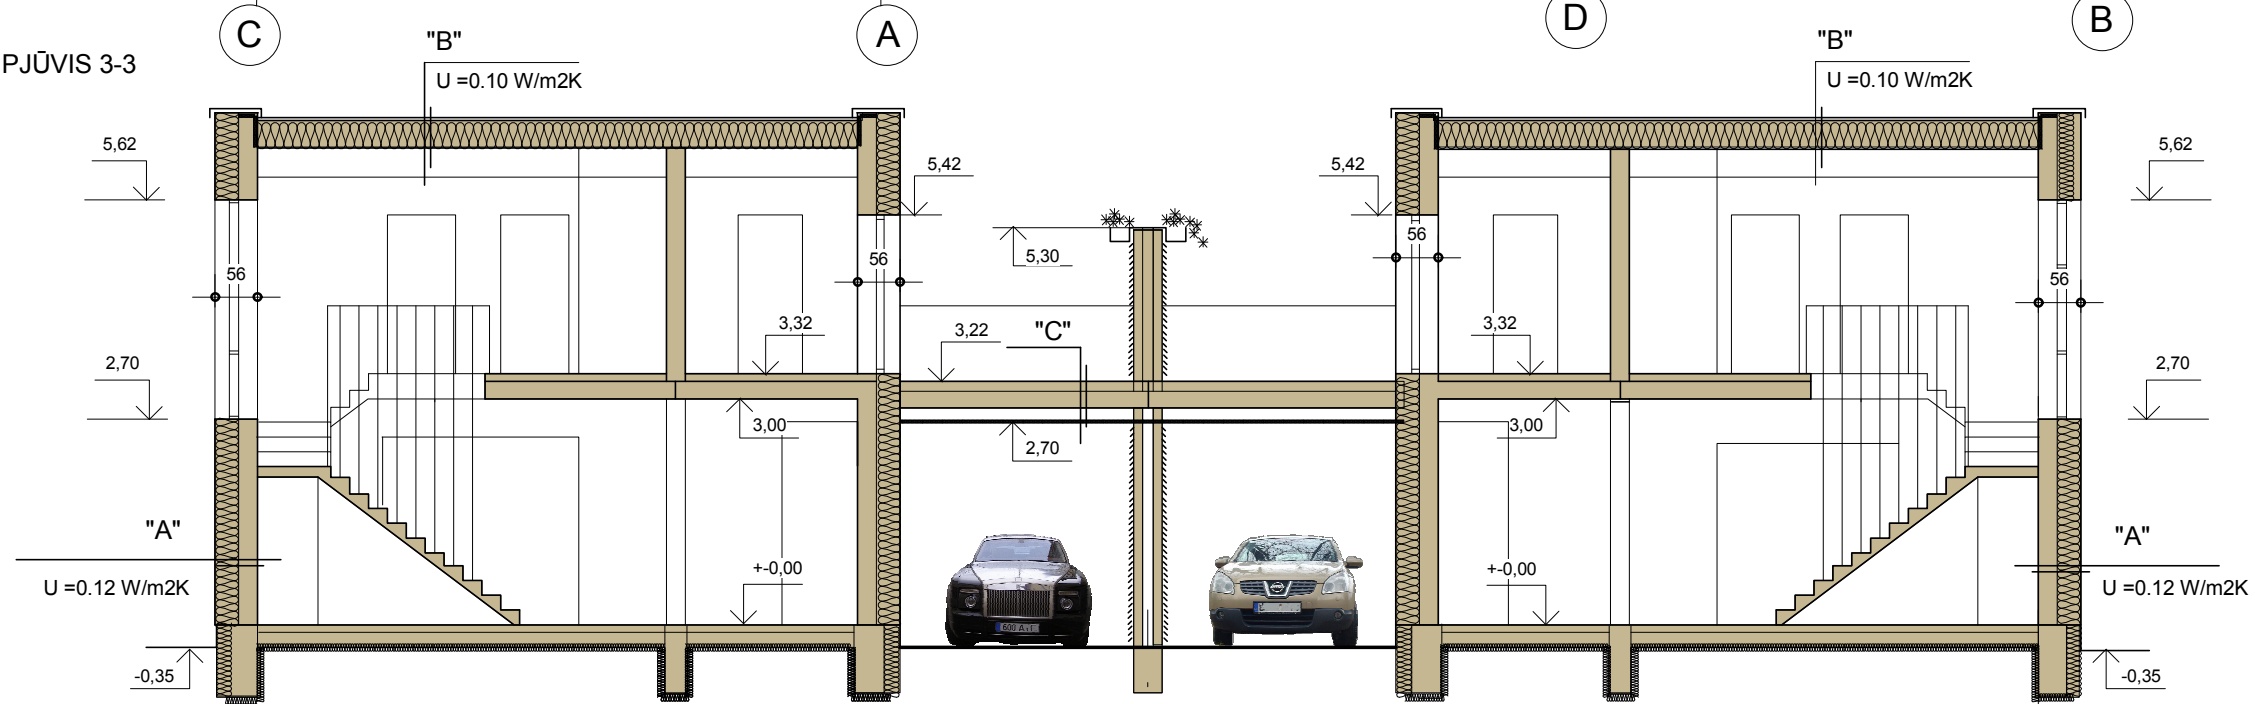 C
A
D
B
PJŪVIS 3-3
"B"
U =0.10 W/m2K
"B"
U =0.10 W/m2K
5,62
5,42
5,42
5,62
56
56
56
56
5,30
3,32
3,22
"C"
3,32
2,70
2,70
3,00
2,70
3,00
"A"
U =0.12 W/m2K
+-0,00
+-0,00
"A"
U =0.12 W/m2K
-0,35
-0,35